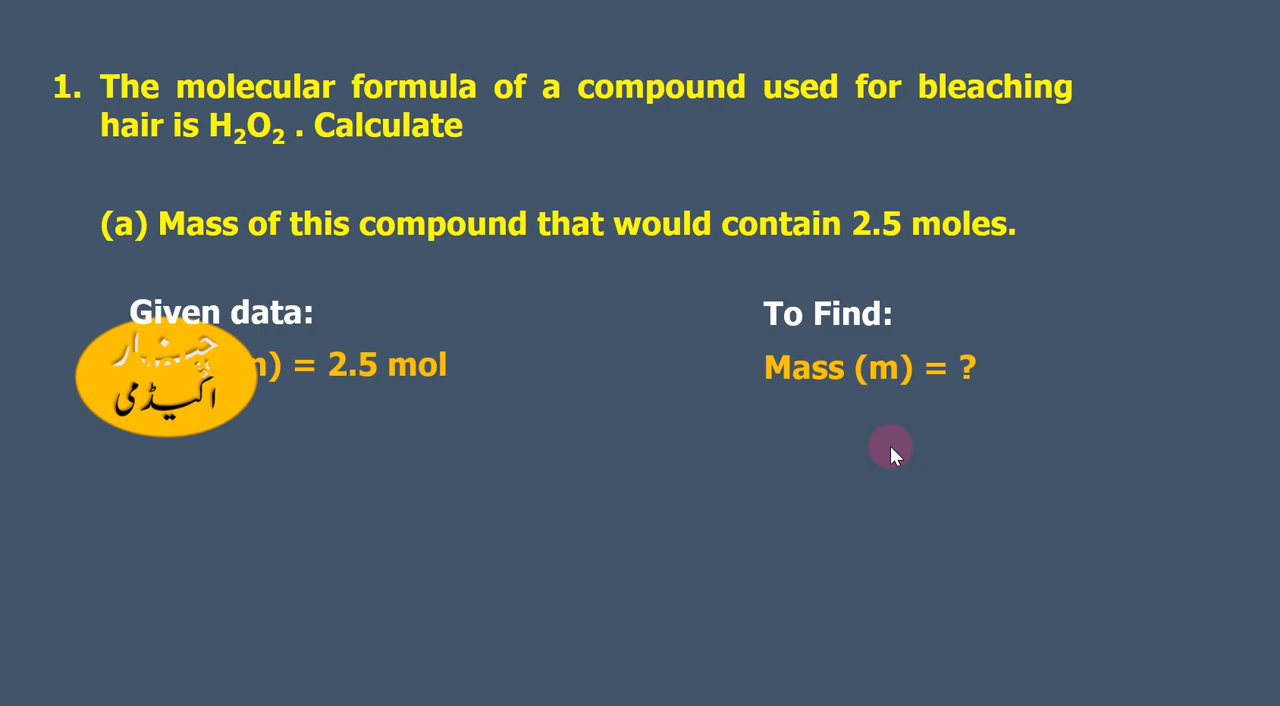 1. The molecular formula of a compound used for bleaching
hair is H₂O₂ . Calculate
(a) Mass of this compound that would contain 2.5 moles.
Given data:
) = 2.5 mol
To Find:
Mass (m) = ?
اکیڈمی